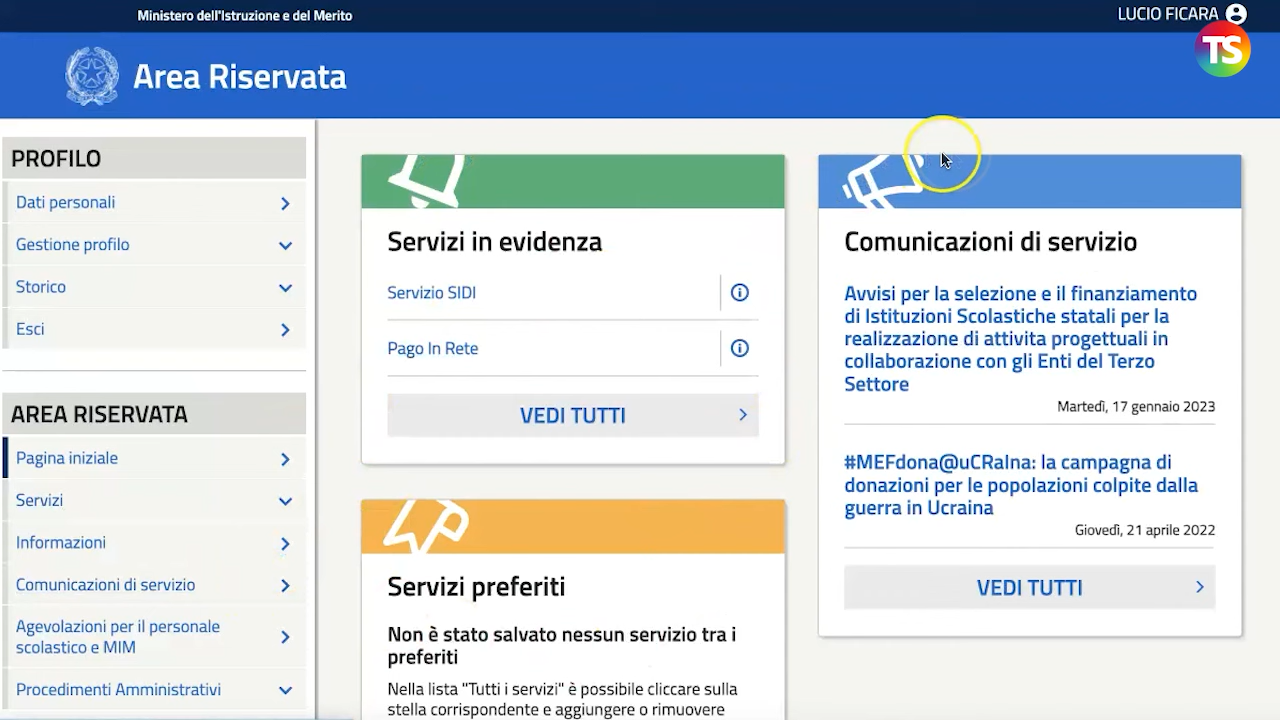 Ministero dell'Istruzione e del Merito
LUCIO FICARA
TS
Area Riservata
PROFILO
Dati personali
Gestione profilo
Storico
Esci
AREA RISERVATA
Pagina iniziale
Servizi
Informazioni
Comunicazioni di servizio
Agevolazioni per il personale
scolastico e MIM
Procedimenti Amministrativi
Servizi in evidenza
Servizio SIDI
Pago In Rete
VEDI TUTTI
Servizi preferiti
Non è stato salvato nessun servizio tra i
preferiti
Nella lista "Tutti i servizi" è possibile cliccare sulla
stella corrispondente e aggiungere o rimuovere
Comunicazioni di servizio
Avvisi per la selezione e il finanziamento
di Istituzioni Scolastiche statali per la
realizzazione di attivita progettuali in
collaborazione con gli Enti del Terzo
Settore
Martedì, 17 gennaio 2023
#MEFdona@uCRaIna: la campagna di
donazioni per le popolazioni colpite dalla
guerra in Ucraina
Giovedì, 21 aprile 2022
VEDI TUTTI